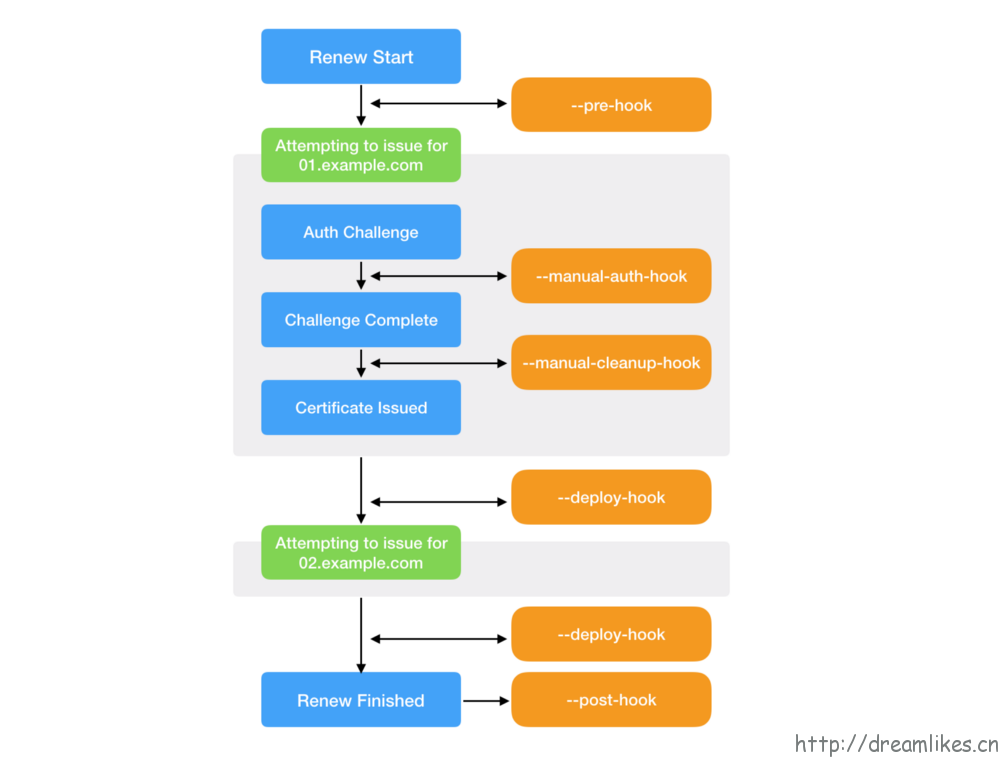 Renew Start
--pre-hook
Attempting to issue for
01.example.com
Auth Challenge
--manual-auth-hook
Challenge Complete
--manual-cleanup-hook
Certificate Issued
--deploy-hook
Attempting to issue for
02.example.com
--deploy-hook
Renew Finished
--post-hook
http://dreamlikes.cn